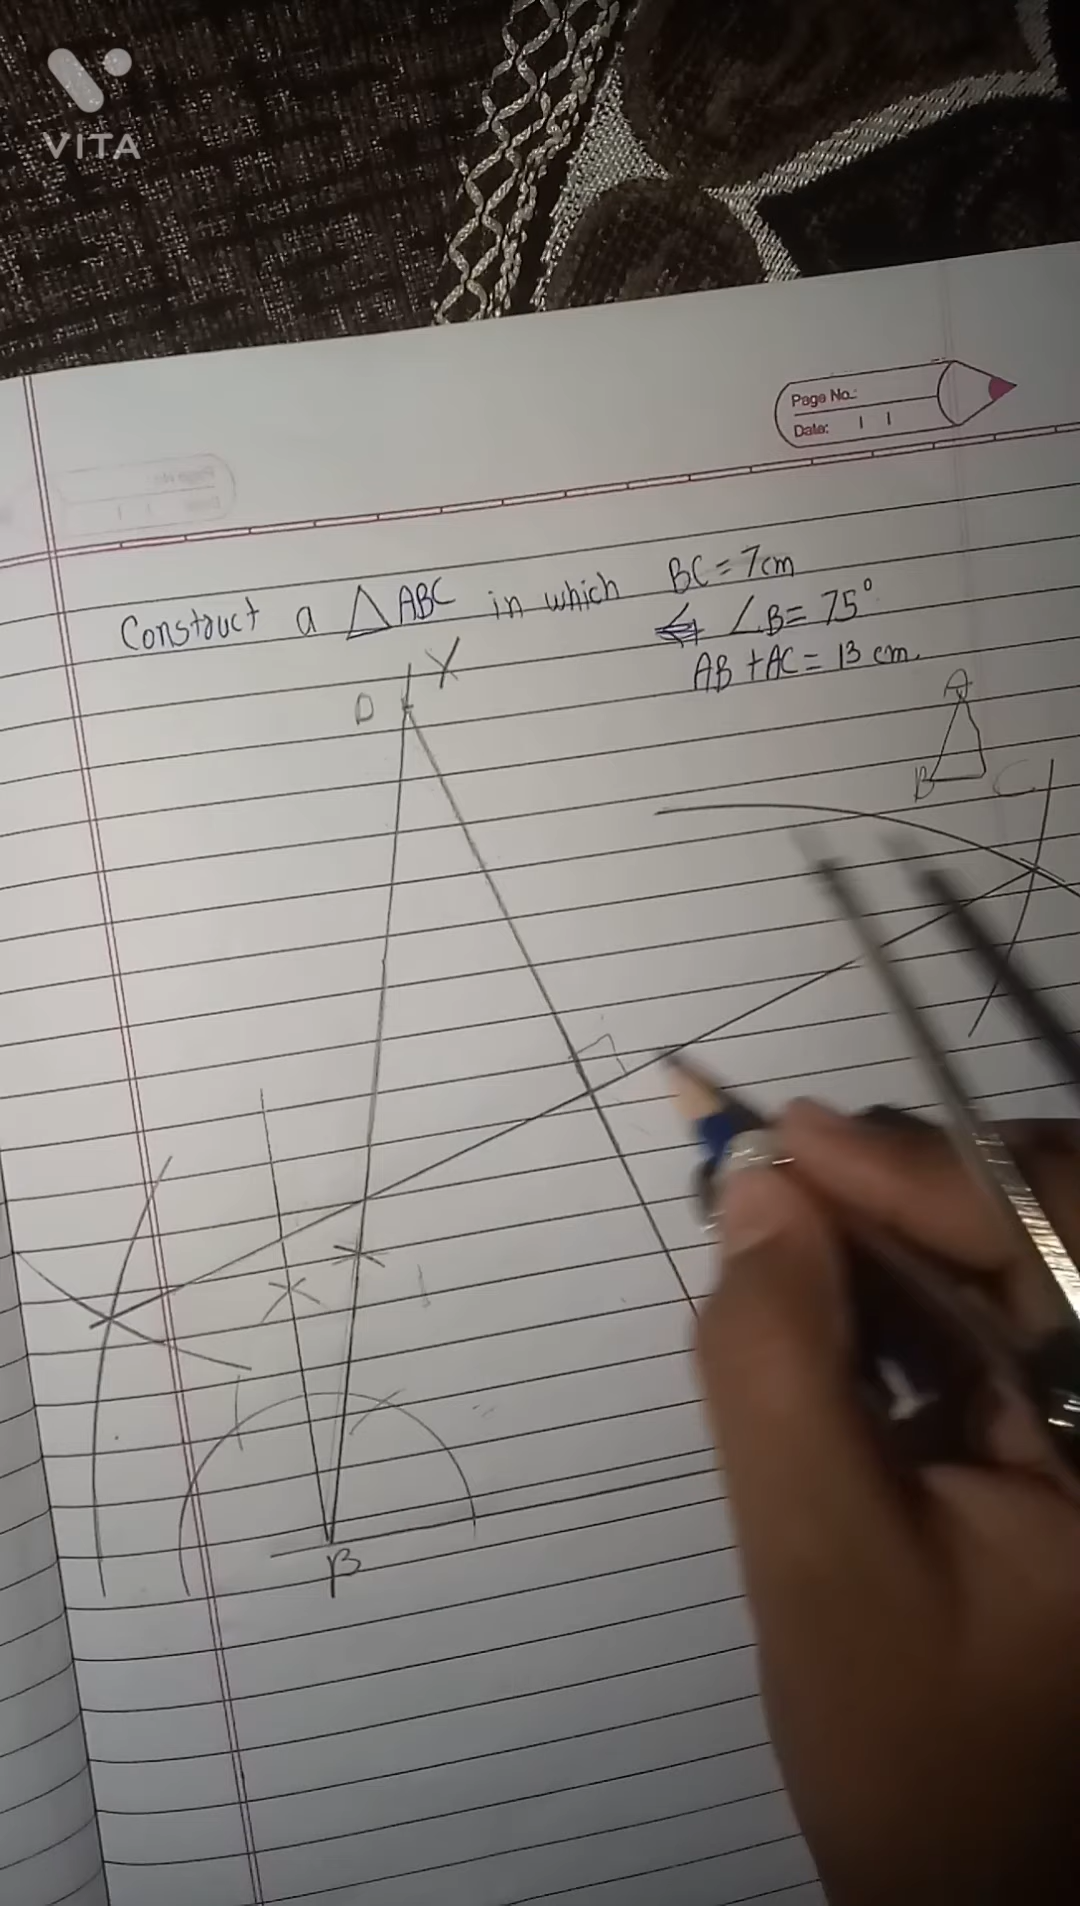 VITA
Page No.:
Date:
Construct a △ABC in which BC = 7cm
∠B = 75°
AB + AC = 13 cm.
X
D
A
B C
B